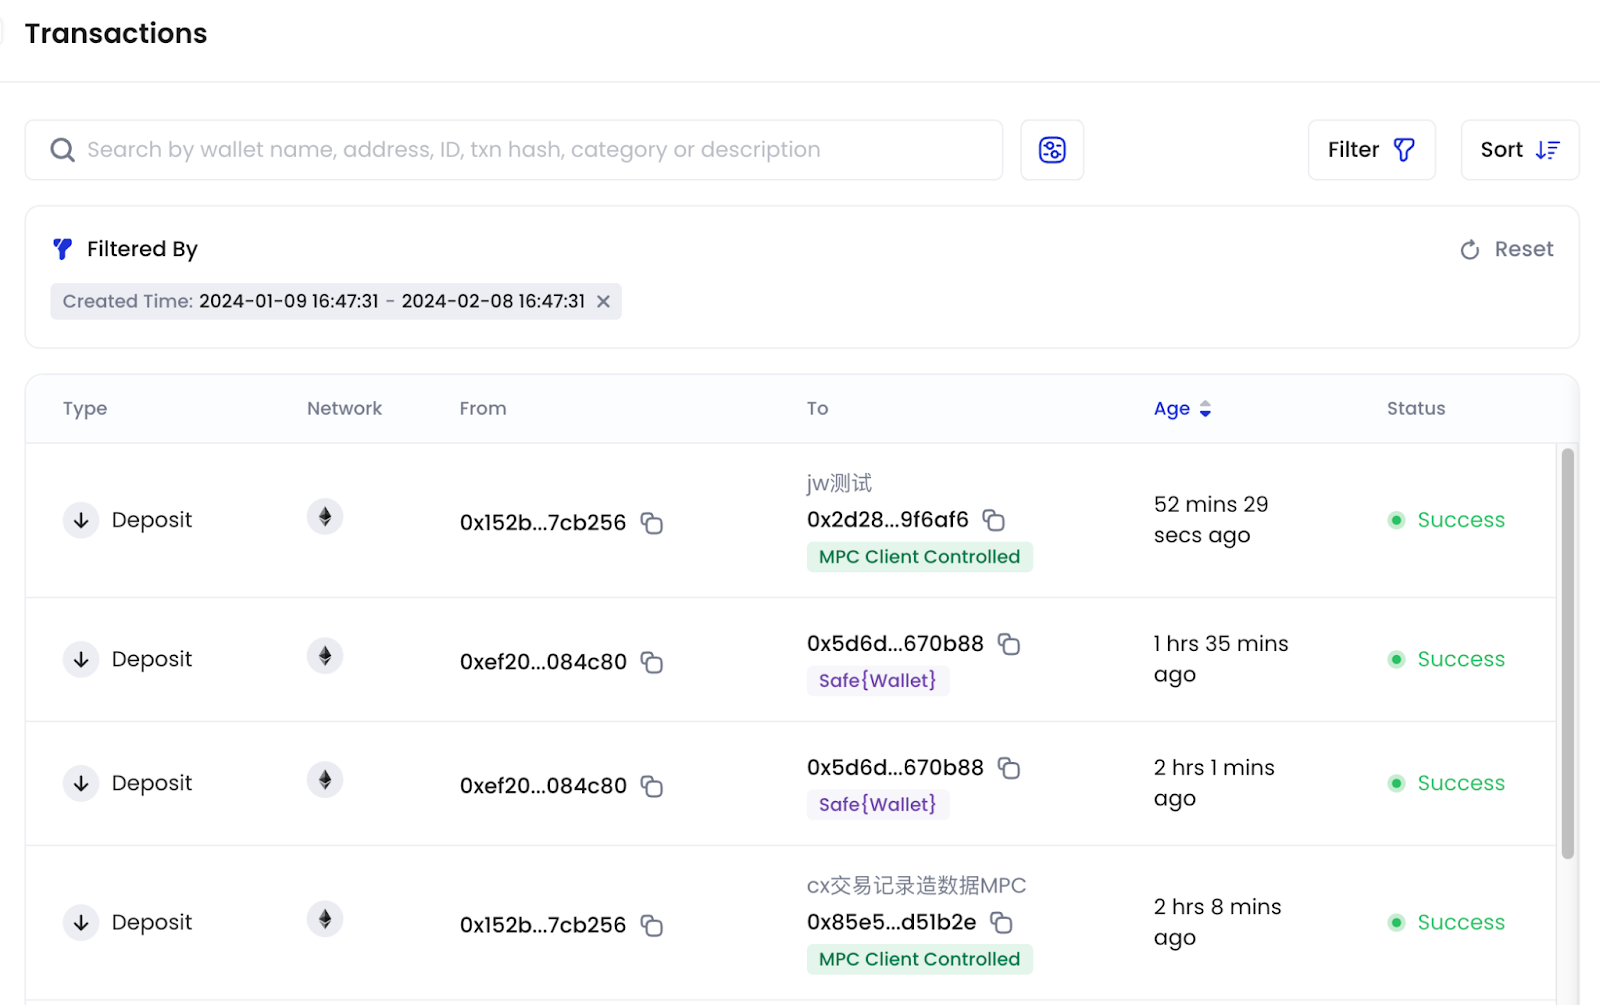 Transactions
Search by wallet name, address, ID, txn hash, category or description
Filter
Sort
Filtered By
Reset
Created Time: 2024-01-09 16:47:31 - 2024-02-08 16:47:31
Type Network From To Age Status
Deposit
0x152b...7cb256
jw测试
0x2d28...9f6af6
MPC Client Controlled
52 mins 29
secs ago
Success
Deposit
0xef20...084c80
0x5d6d...670b88
Safe{Wallet}
1 hrs 35 mins
ago
Success
Deposit
0xef20...084c80
0x5d6d...670b88
Safe{Wallet}
2 hrs 1 mins
ago
Success
Deposit
0x152b...7cb256
cx交易记录造数据MPC
0x85e5...d51b2e
MPC Client Controlled
2 hrs 8 mins
ago
Success